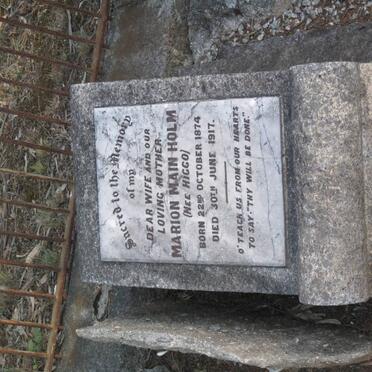 Sacred to the Memory
of my
DEAR WIFE AND OUR
LOVING MOTHER
MARION MAIN HOLM
(NEE HIGGO)
BORN 22ND OCTOBER 1874
DIED 30TH JUNE 1917.
O'TEACH US FROM OUR HEARTS
TO SAY. "THY WILL BE DONE."